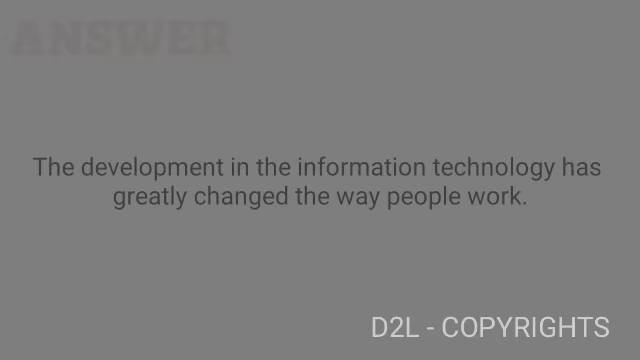 ANSWER
The development in the information technology has
greatly changed the way people work.
D2L - COPYRIGHTS